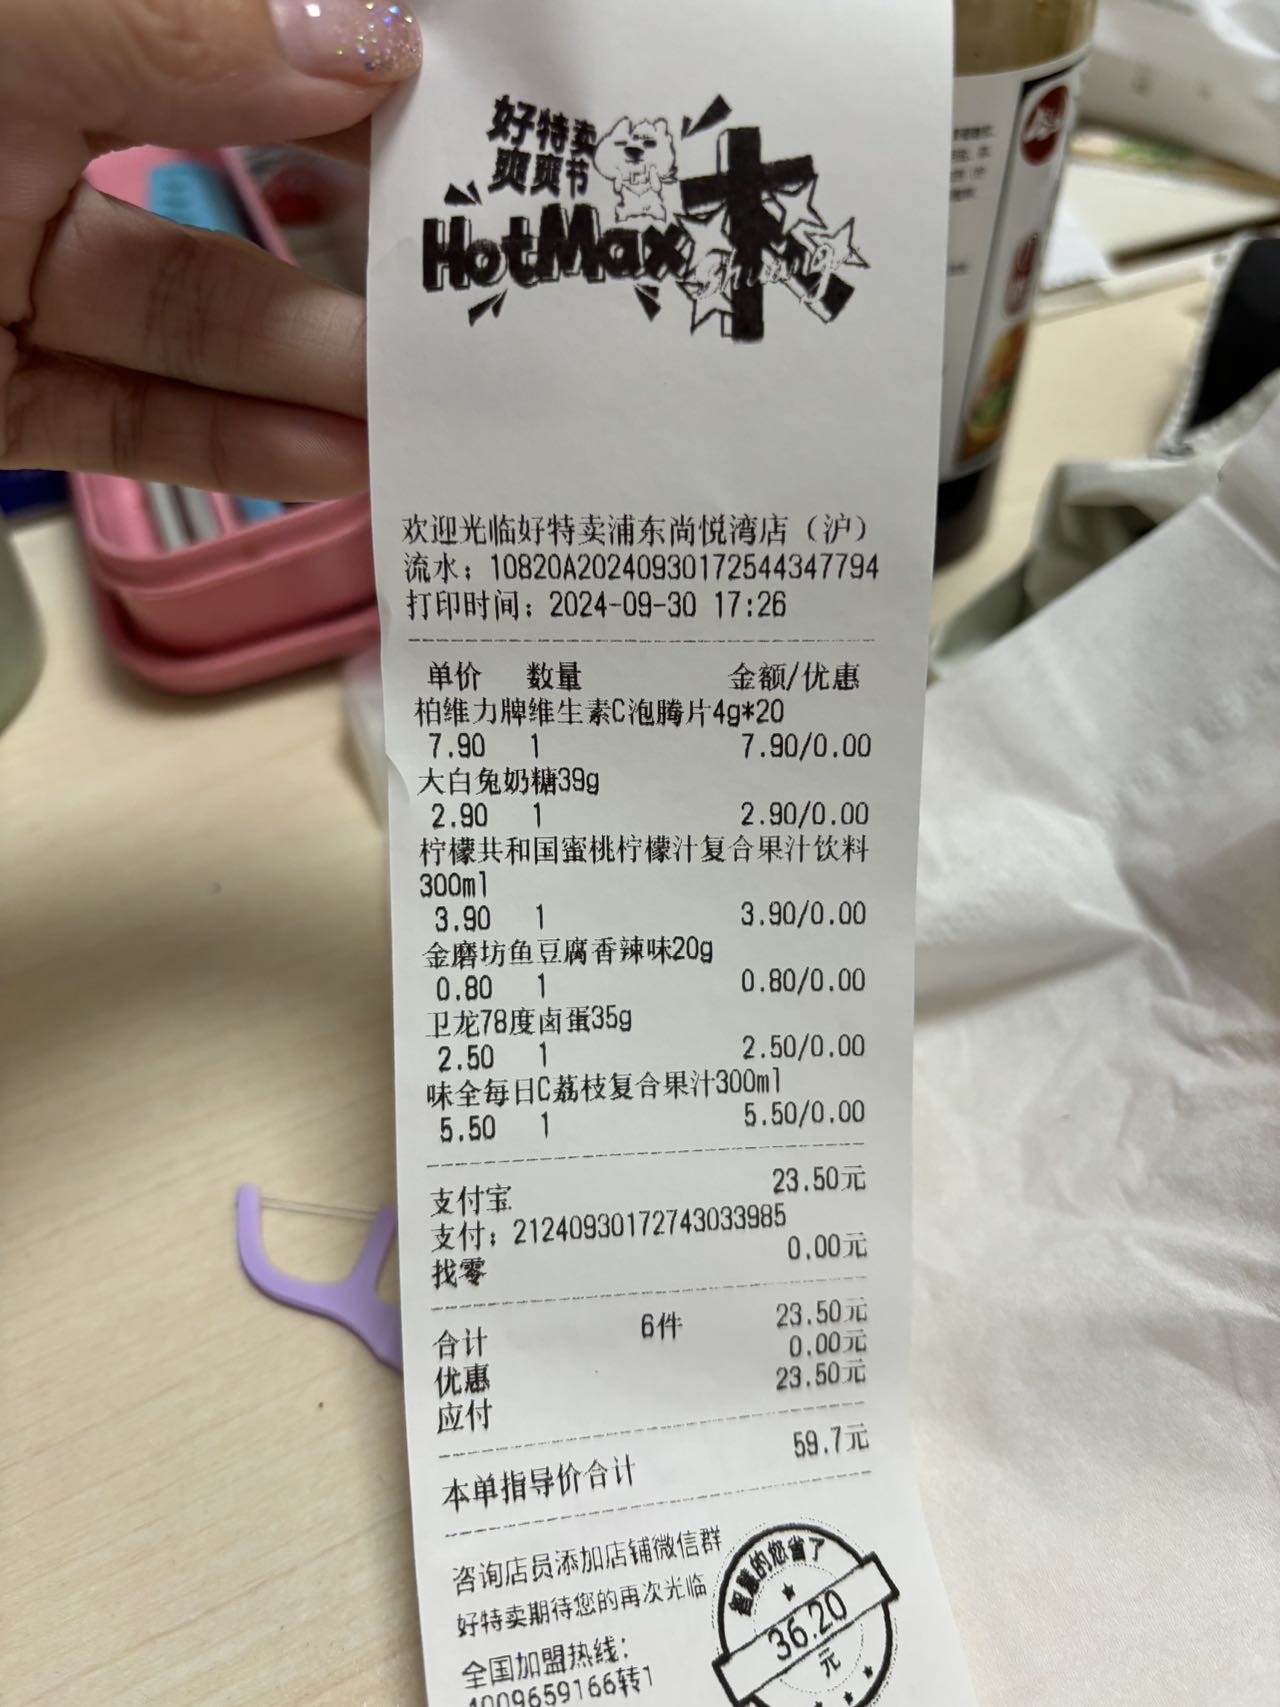 好特卖
爽爽节
HotMax
Shuang
欢迎光临好特卖浦东尚悦湾店（沪）
流水：10820A202409301725443​47794
打印时间：2024-09-30 17:26
单价 数量 金额/优惠
柏维力牌维生素C泡腾片4g*20
7.90 1 7.90/0.00
大白兔奶糖39g
2.90 1 2.90/0.00
柠檬共和国蜜桃柠檬汁复合果汁饮料
300ml
3.90 1 3.90/0.00
金磨坊鱼豆腐香辣味20g
0.80 1 0.80/0.00
卫龙78度卤蛋35g
2.50 1 2.50/0.00
味全每日C荔枝复合果汁300ml
5.50 1 5.50/0.00
支付宝 23.50元
支付：21240930172743033985
找零 0.00元
合计 6件 23.50元
优惠 0.00元
应付 23.50元
本单指导价合计 59.7元
咨询店员添加店铺微信群
好特卖期待您的再次光临
全国加盟热线：
4009659166转1
智慧的您省了
36.20
元